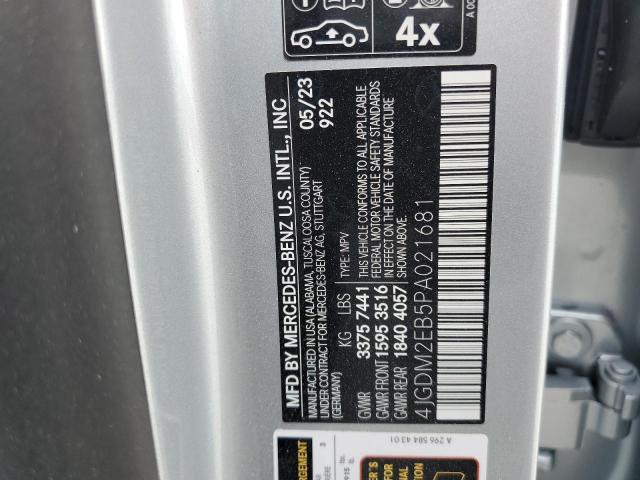 4x
A 00
MFD BY MERCEDES-BENZ U.S. INTL., INC
MANUFACTURED IN USA (ALABAMA, TUSCALOOSA COUNTY)
UNDER CONTRACT FOR MERCEDES-BENZ AG, STUTTGART
(GERMANY)
05/23
922
KG LBS TYPE: MPV
GVWR 3375 7441
GAWR FRONT 1595 3516
GAWR REAR 1840 4057
THIS VEHICLE CONFORMS TO ALL APPLICABLE
FEDERAL MOTOR VEHICLE SAFETY STANDARDS
IN EFFECT ON THE DATE OF MANUFACTURE
SHOWN ABOVE.
4JGDM2EB5PA021681
A 296 584 43 01